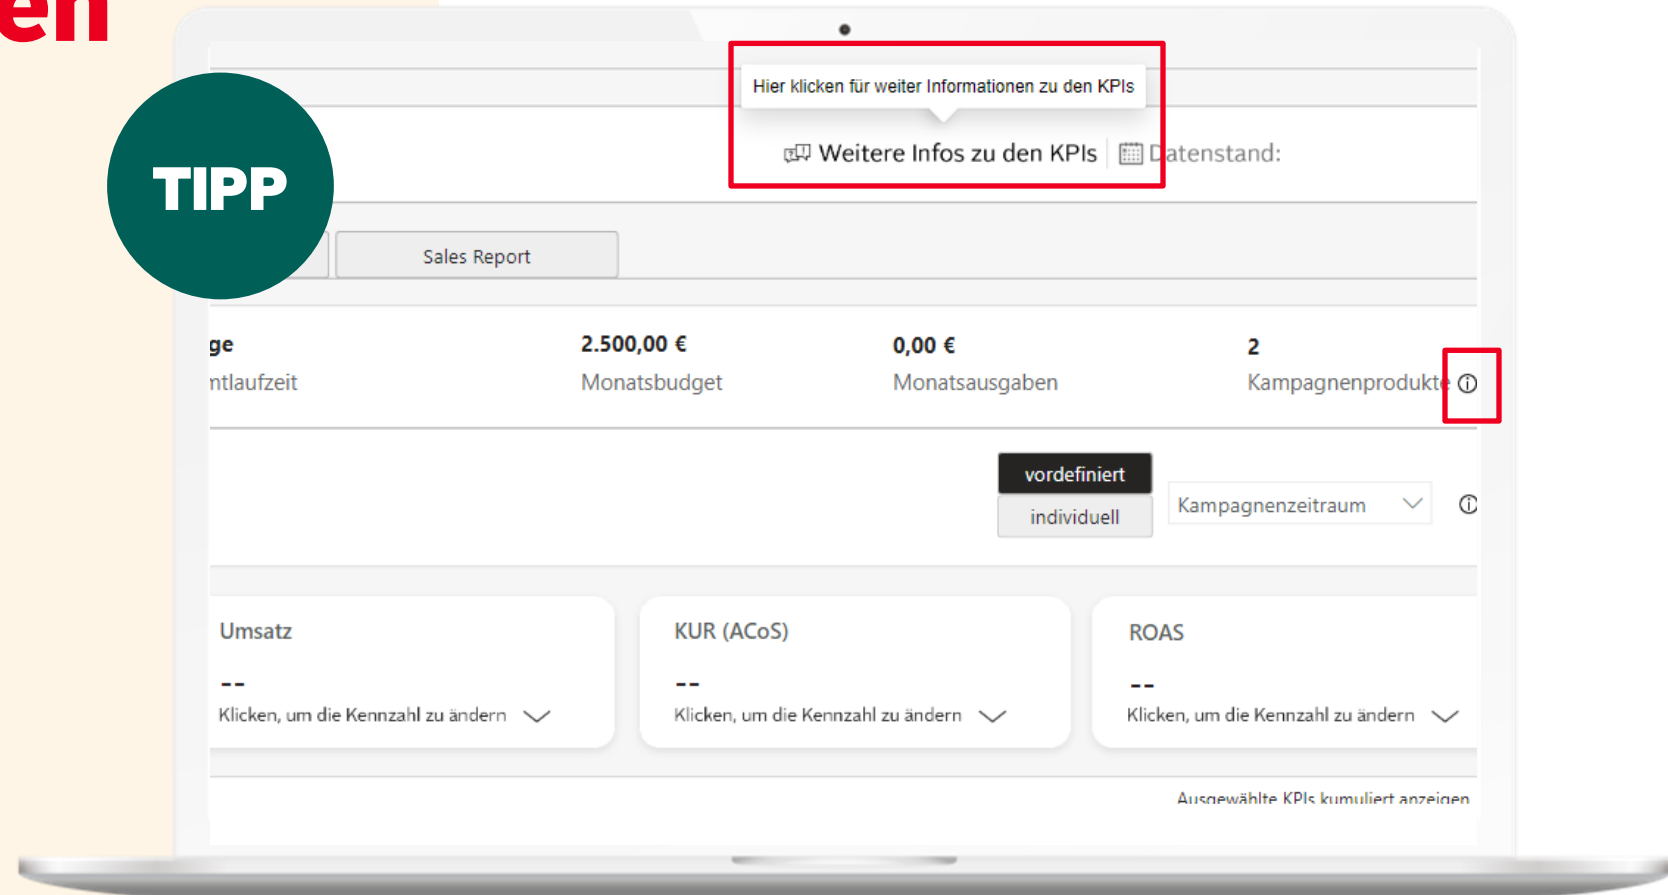 en
TIPP
Hier klicken für weiter Informationen zu den KPIs
Weitere Infos zu den KPIs
Datenstand:
Sales Report
ge
mtlaufzeit
2.500,00 €
Monatsbudget
0,00 €
Monatsausgaben
2
Kampagnenprodukte
vordefiniert
individuell
Kampagnenzeitraum
Umsatz
--
Klicken, um die Kennzahl zu ändern
KUR (ACoS)
--
Klicken, um die Kennzahl zu ändern
ROAS
--
Klicken, um die Kennzahl zu ändern
Ausgewählte KPIs kumuliert anzeigen